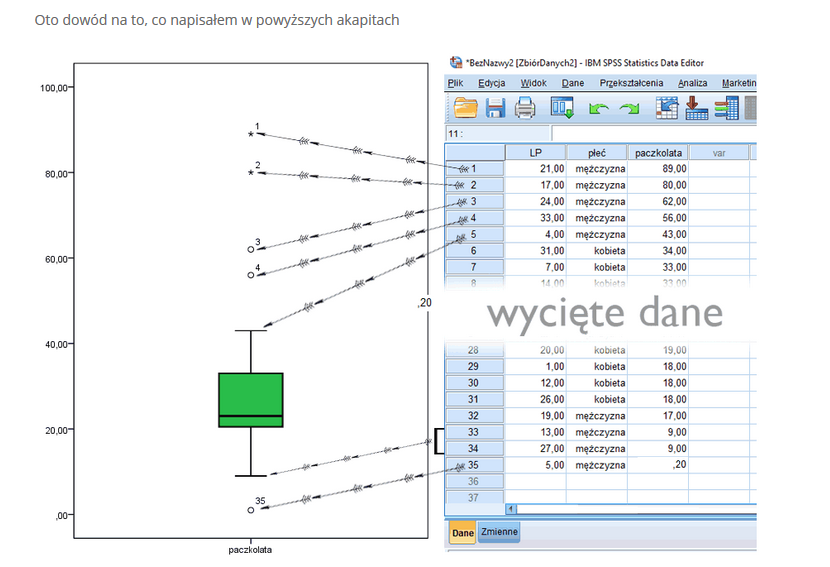 Oto dowód na to, co napisałem w powyższych akapitach
100,00
80,00
60,00
40,00
20,00
,00
1
2
3
4
35
,20
paczkolata
*BezNazwy2 [ZbiórDanych2] - IBM SPSS Statistics Data Editor
Plik Edycja Widok Dane Przekształcenia Analiza Marketin
11 :
LP płeć paczkolata var
1 21,00 mężczyzna 89,00
2 17,00 mężczyzna 80,00
3 24,00 mężczyzna 62,00
4 33,00 mężczyzna 56,00
5 4,00 mężczyzna 43,00
6 31,00 kobieta 34,00
7 7,00 kobieta 33,00
8 14,00 kobieta 33,00
wycięte dane
28 20,00 kobieta 19,00
29 1,00 kobieta 18,00
30 12,00 kobieta 18,00
31 26,00 kobieta 18,00
32 19,00 mężczyzna 17,00
33 13,00 mężczyzna 9,00
34 27,00 mężczyzna 9,00
35 5,00 mężczyzna ,20
36
37
Dane Zmienne